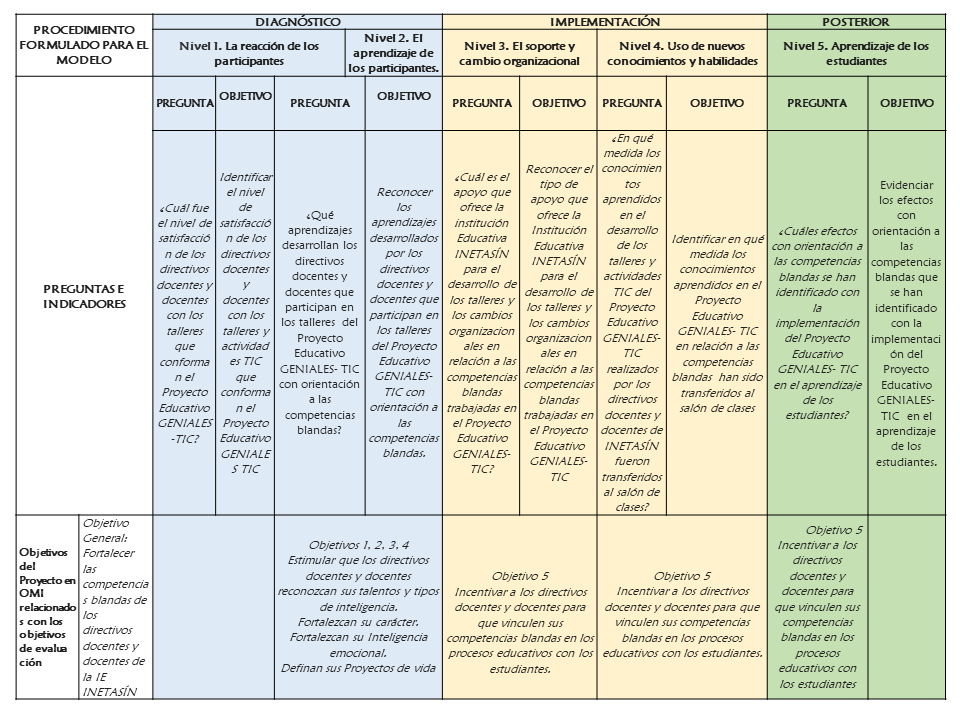 PROCEDIMIENTO
FORMULADO PARA EL
MODELO
DIAGNÓSTICO
IMPLEMENTACIÓN
POSTERIOR
Nivel 1. La reacción de los
participantes
Nivel 2. El
aprendizaje de
los participantes.
Nivel 3. El soporte y
cambio organizacional
Nivel 4. Uso de nuevos
conocimientos y habilidades
Nivel 5. Aprendizaje de los
estudiantes
PREGUNTAS E
INDICADORES
PREGUNTA
OBJETIVO
PREGUNTA
OBJETIVO
PREGUNTA
OBJETIVO
PREGUNTA
OBJETIVO
PREGUNTA
OBJETIVO
¿Cuál fue
el nivel de
satisfacció
n de los
directivos
docentes y
docentes
con los
talleres
que
conforma
n el
Proyecto
Educativo
GENIALES
-TIC?
Identificar
el nivel
de
satisfacció
n de los
directivos
docentes
y
docentes
con los
talleres y
actividad
es TIC
que
conforma
n el
Proyecto
Educativo
GENIALE
S TIC
¿Qué
aprendizajes
desarrollan los
directivos
docentes y
docentes que
participan en
los talleres del
Proyecto
Educativo
GENIALES- TIC
con orientación
a las
competencias
blandas?
Reconocer
los
aprendizajes
desarrollados
por los
directivos
docentes y
docentes que
participan en
los talleres
del Proyecto
Educativo
GENIALES-
TIC con
orientación a
las
competencias
blandas.
¿Cuál es el
apoyo que
ofrece la
institución
Educativa
INETASÍN
para el
desarrollo de
los talleres y
los cambios
organizacion
ales en
relación a las
competencias
blandas
trabajadas en
el Proyecto
Educativo
GENIALES-
TIC?
Reconocer el
tipo de
apoyo que
ofrece la
Institución
Educativa
INETASÍN
para el
desarrollo de
los talleres y
los cambios
organizacion
ales en
relación a las
competencias
blandas
trabajadas en
el Proyecto
Educativo
GENIALES-
TIC
¿En qué
medida los
conocimien
tos
aprendidos
en el
desarrollo
de los
talleres y
actividades
TIC del
Proyecto
Educativo
GENIALES-
TIC
realizados
por los
directivos
docentes y
docentes de
INETASÍN
fueron
transferidos
al salón de
clases?
Identificar en qué
medida los
conocimientos
aprendidos en el
Proyecto
Educativo
GENIALES- TIC
en relación a las
competencias
blandas han sido
transferidos al
salón de clases
¿Cuáles efectos
con orientación a
las competencias
blandas se han
identificado con
la
implementación
del Proyecto
Educativo
GENIALES- TIC
en el aprendizaje
de los
estudiantes?
Evidenciar
los efectos
con
orientación a
las
competencias
blandas que
se han
identificado
con la
implementaci
ón del
Proyecto
Educativo
GENIALES-
TIC en el
aprendizaje
de los
estudiantes.
Objetivos
del
Proyecto en
OMI
relacionado
s con los
objetivos
de evalua
ción
Objetivo
General:
Fortalecer
las
competencia
s blandas de
los
directivos
docentes y
docentes de
la IE
INETASÍN
Objetivos 1, 2, 3, 4
Estimular que los directivos
docentes y docentes
reconozcan sus talentos y tipos
de inteligencia.
Fortalezcan su carácter.
Fortalezcan su Inteligencia
emocional.
Definan sus Proyectos de vida
Objetivo 5
Incentivar a los directivos
docentes y docentes para
que vinculen sus
competencias blandas en los
procesos educativos con los
estudiantes.
Objetivo 5
Incentivar a los directivos
docentes y docentes para que
vinculen sus competencias
blandas en los procesos
educativos con los estudiantes.
Objetivo 5
Incentivar a los
directivos
docentes y
docentes para
que vinculen sus
competencias
blandas en los
procesos
educativos con
los estudiantes